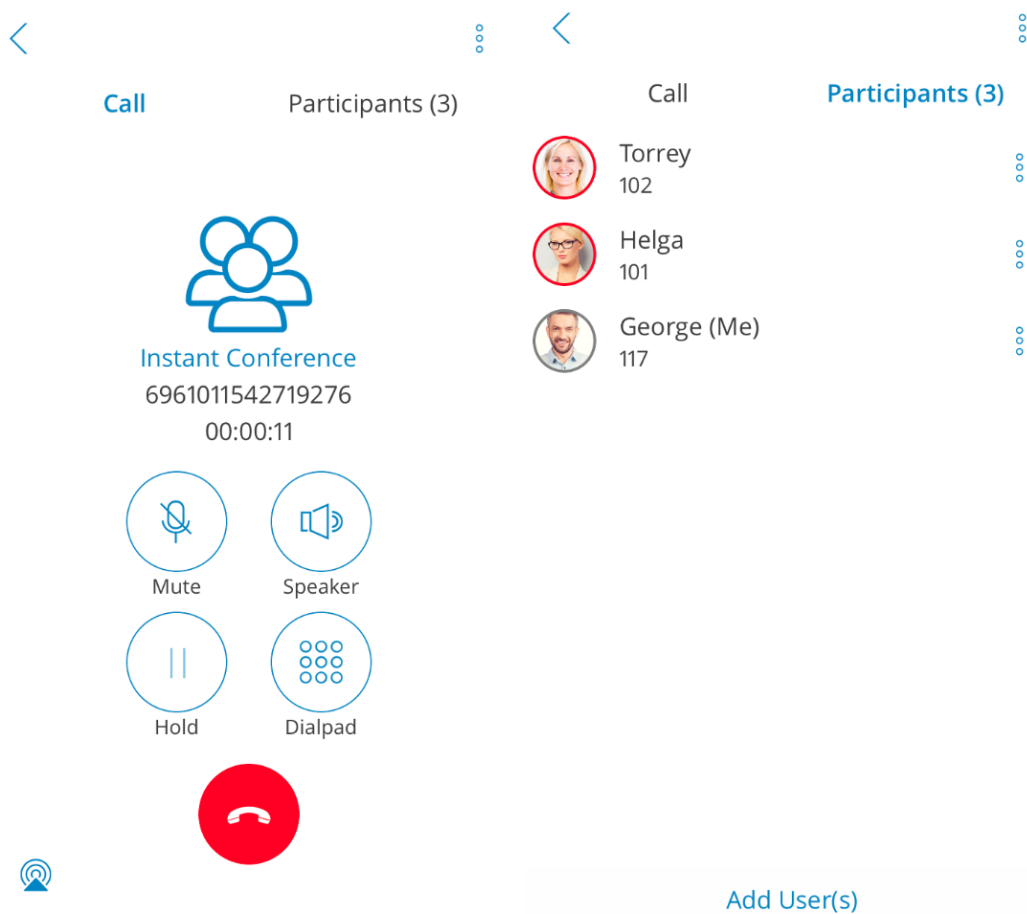 Call
Participants (3)
Instant Conference
6961011542719276
00:00:11
Mute
Speaker
Hold
Dialpad
Call
Participants (3)
Torrey
102
Helga
101
George (Me)
117
Add User(s)